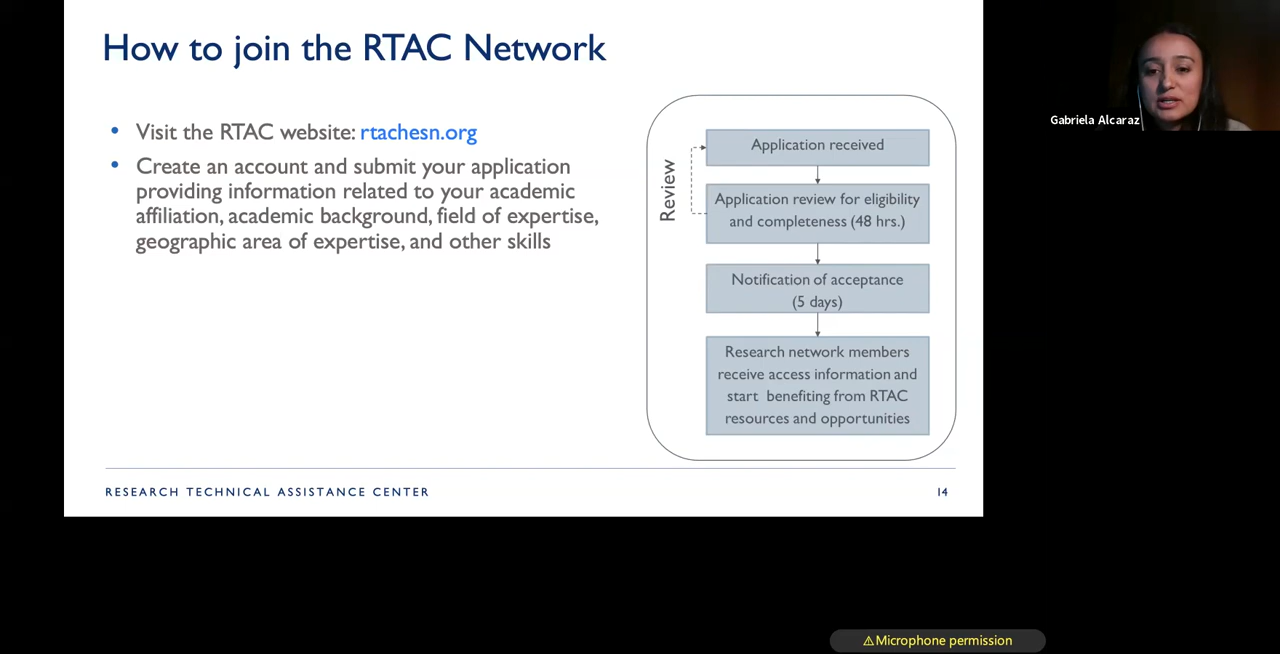 How to join the RTAC Network
• Visit the RTAC website: rtachesn.org
• Create an account and submit your application
providing information related to your academic
affiliation, academic background, field of expertise,
geographic area of expertise, and other skills
Review
Application received
Application review for eligibility
and completeness (48 hrs.)
Notification of acceptance
(5 days)
Research network members
receive access information and
start benefiting from RTAC
resources and opportunities
RESEARCH TECHNICAL ASSISTANCE CENTER
14
Gabriela Alcaraz
⚠Microphone permission